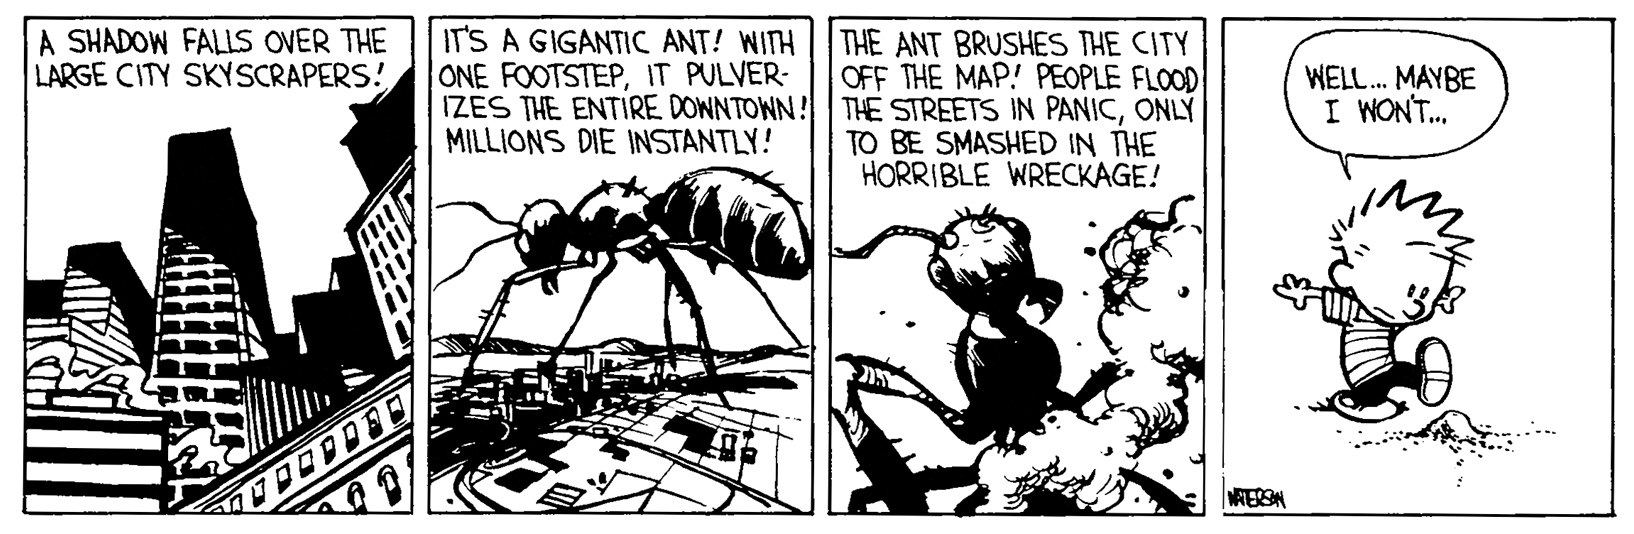 A SHADOW FALLS OVER THE
LARGE CITY SKYSCRAPERS!
IT'S A GIGANTIC ANT! WITH
ONE FOOTSTEP, IT PULVER-
IZES THE ENTIRE DOWNTOWN!
MILLIONS DIE INSTANTLY!
THE ANT BRUSHES THE CITY
OFF THE MAP! PEOPLE FLOOD
THE STREETS IN PANIC, ONLY
TO BE SMASHED IN THE
HORRIBLE WRECKAGE!
WELL... MAYBE
I WON'T...
WATTERSON